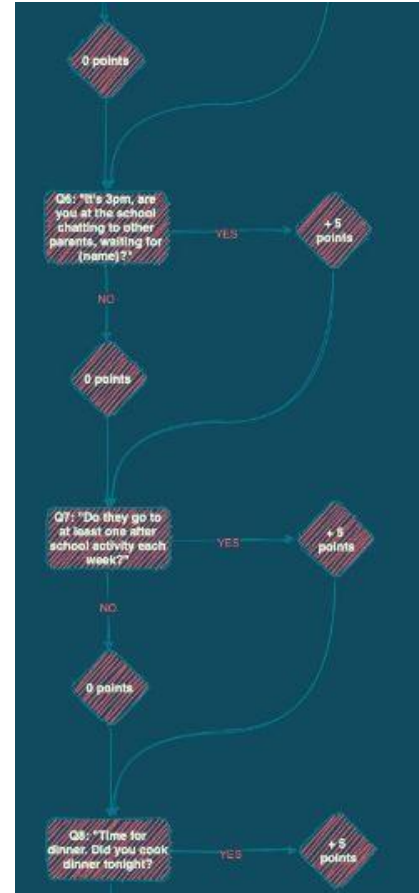 0 points
Q6: "It's 3pm, are
you at the school
chatting to other
parents, waiting for
(name)?"
YES
+ 5
points
NO
0 points
Q7: "Do they go to
at least one after
school activity each
week?"
YES
+ 5
points
NO
0 points
Q8: "Time for
dinner. Did you cook
dinner tonight?
YES
+ 5
points